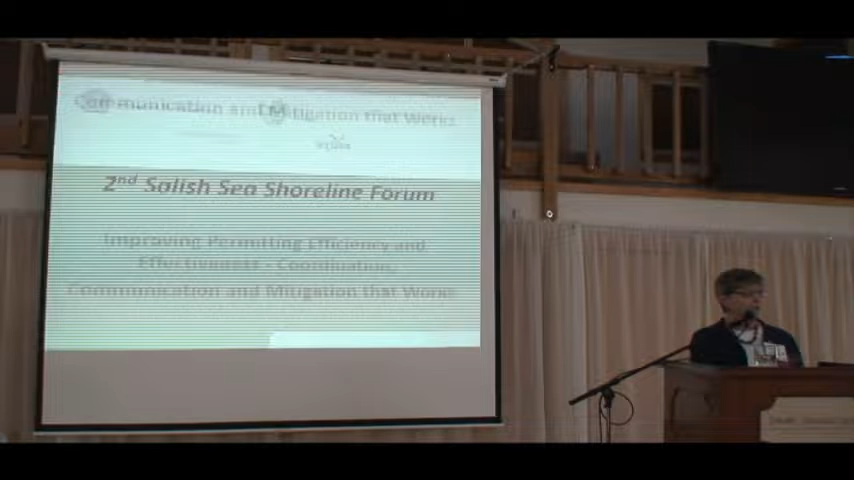 Communication and Mitigation that Works
2nd Salish Sea Shoreline Forum
Improving Permitting Efficiency and
Effectiveness - Coordination,
Communication and Mitigation that Works